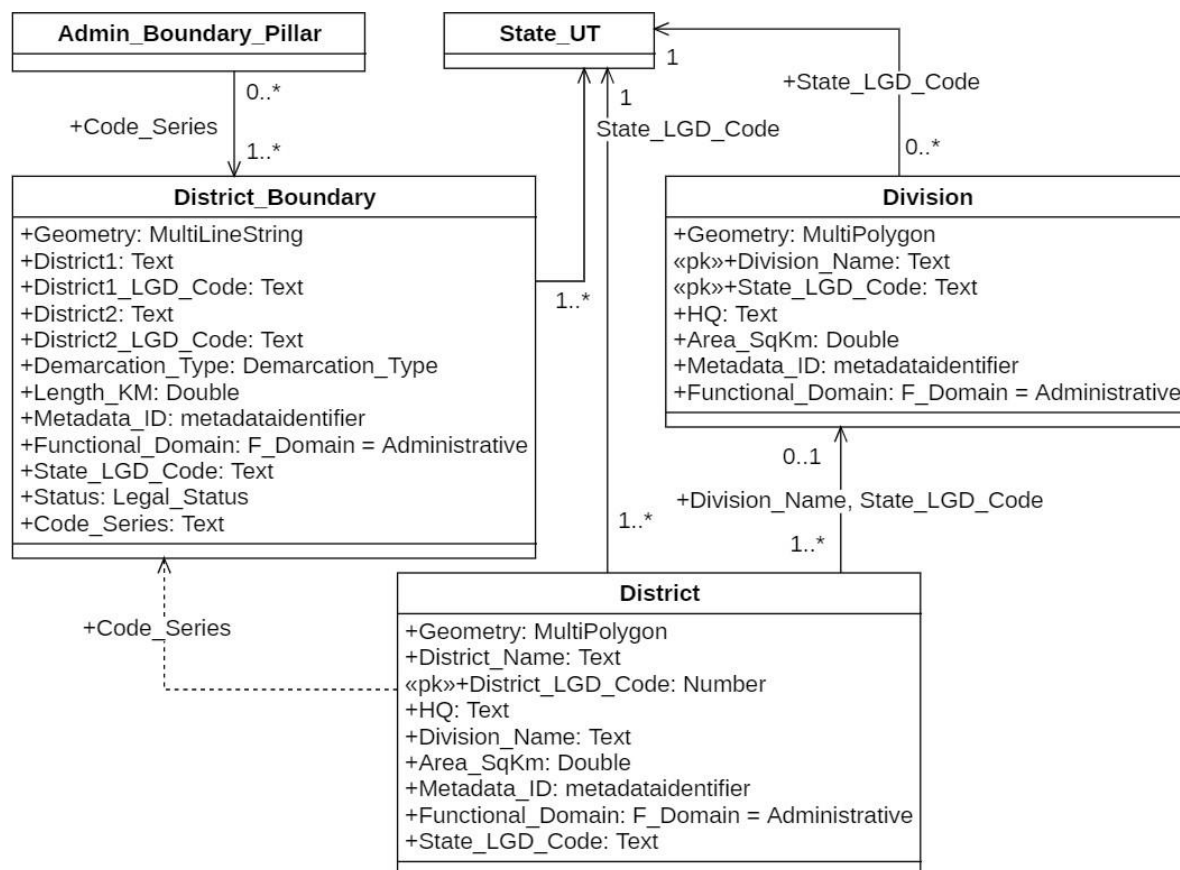 Admin_Boundary_Pillar
State_UT
1
+State_LGD_Code
0..*
0..*
+Code_Series
1..*
1
State_LGD_Code
District_Boundary
+Geometry: MultiLineString
+District1: Text
+District1_LGD_Code: Text
+District2: Text
+District2_LGD_Code: Text
+Demarcation_Type: Demarcation_Type
+Length_KM: Double
+Metadata_ID: metadataidentifier
+Functional_Domain: F_Domain = Administrative
+State_LGD_Code: Text
+Status: Legal_Status
+Code_Series: Text
1..*
Division
+Geometry: MultiPolygon
«pk»+Division_Name: Text
«pk»+State_LGD_Code: Text
+HQ: Text
+Area_SqKm: Double
+Metadata_ID: metadataidentifier
+Functional_Domain: F_Domain = Administrative
0..1
+Division_Name, State_LGD_Code
1..*
1..*
+Code_Series
District
+Geometry: MultiPolygon
+District_Name: Text
«pk»+District_LGD_Code: Number
+HQ: Text
+Division_Name: Text
+Area_SqKm: Double
+Metadata_ID: metadataidentifier
+Functional_Domain: F_Domain = Administrative
+State_LGD_Code: Text